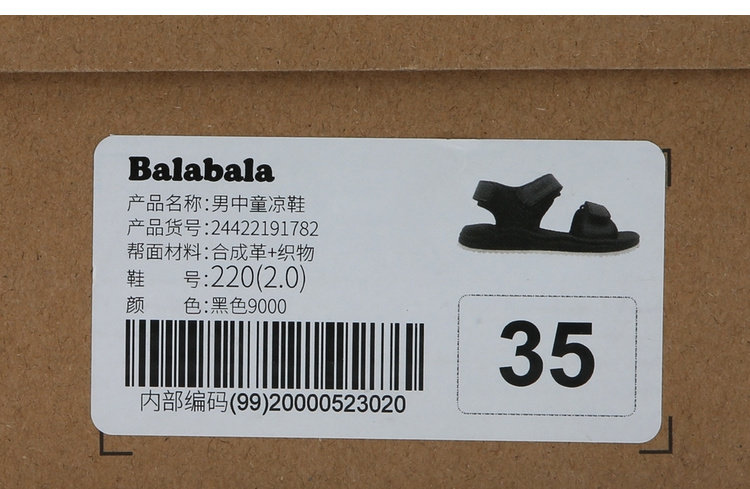 Balabala
产品名称:男中童凉鞋
产品货号:24422191782
帮面材料:合成革+织物
鞋 号:220(2.0)
颜 色:黑色9000
内部编码(99)20000523020
35